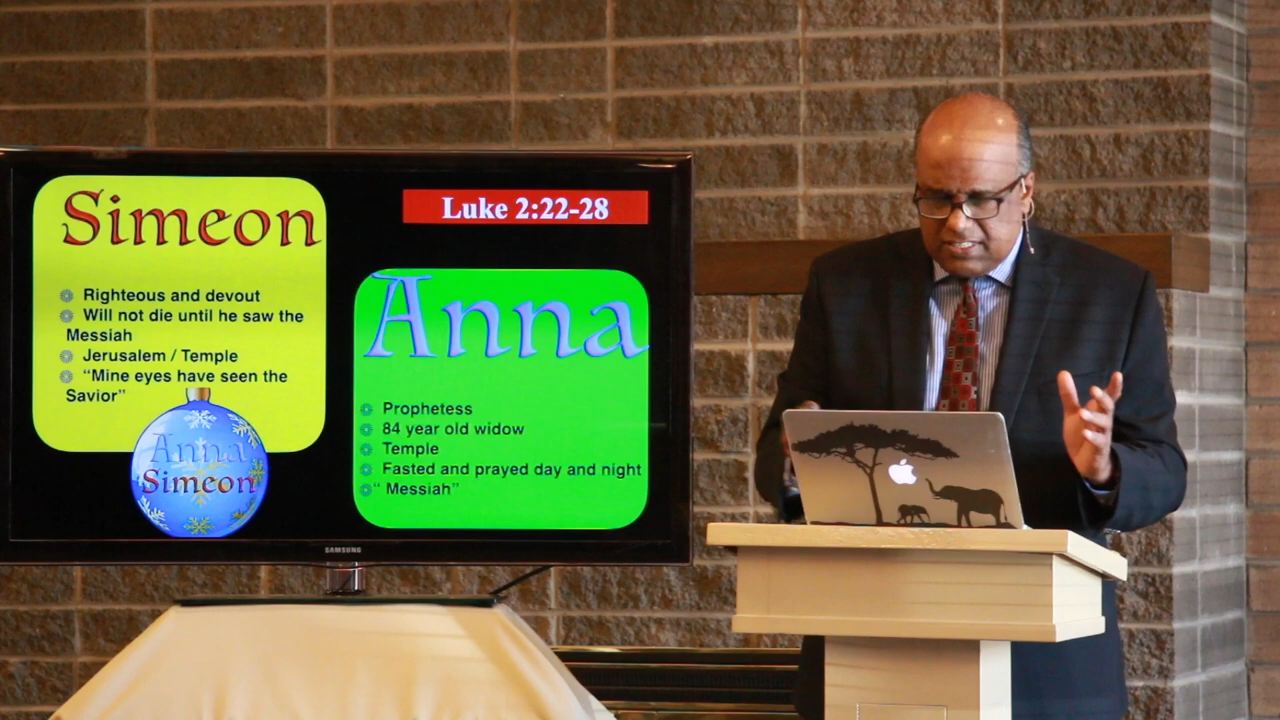 Simeon
Righteous and devout
Will not die until he saw the
Messiah
Jerusalem / Temple
“Mine eyes have seen the
Savior”
Anna
Simeon
Luke 2:22-28
Anna
Prophetess
84 year old widow
Temple
Fasted and prayed day and night
“ Messiah”
SAMSUNG